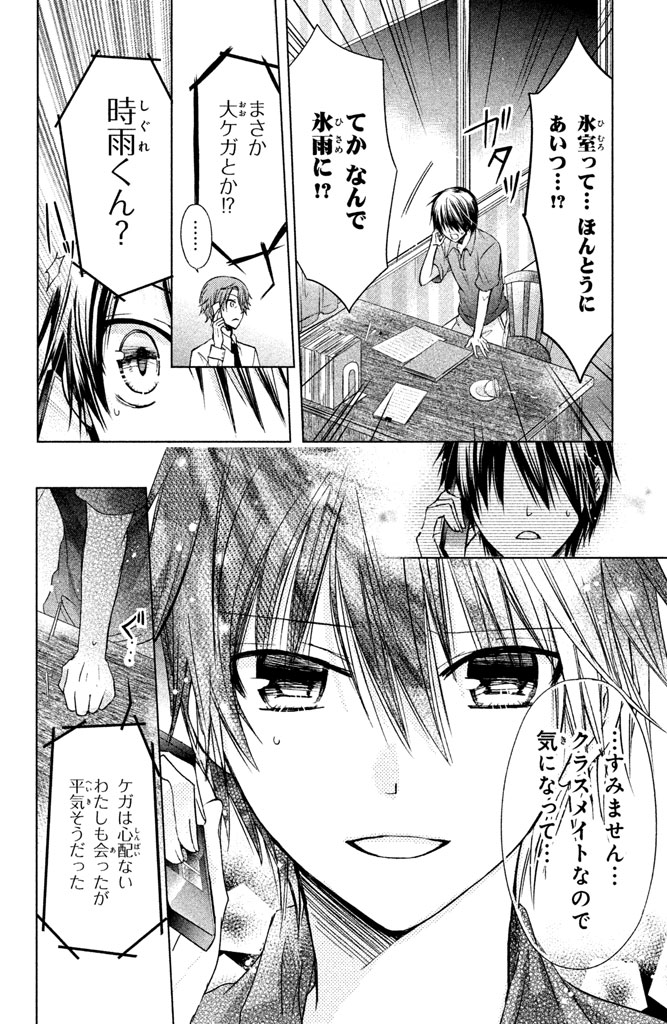 氷室って…ほんとうに
あいつ…!?
ガタッ
てか なんで
氷雨に!?
まさか
大ケガとか!?
……
時雨くん？
…すみません…
クラスメイトなので
気になって…
ぐ…
ケガは心配ない
わたしも会ったが
平気そうだった